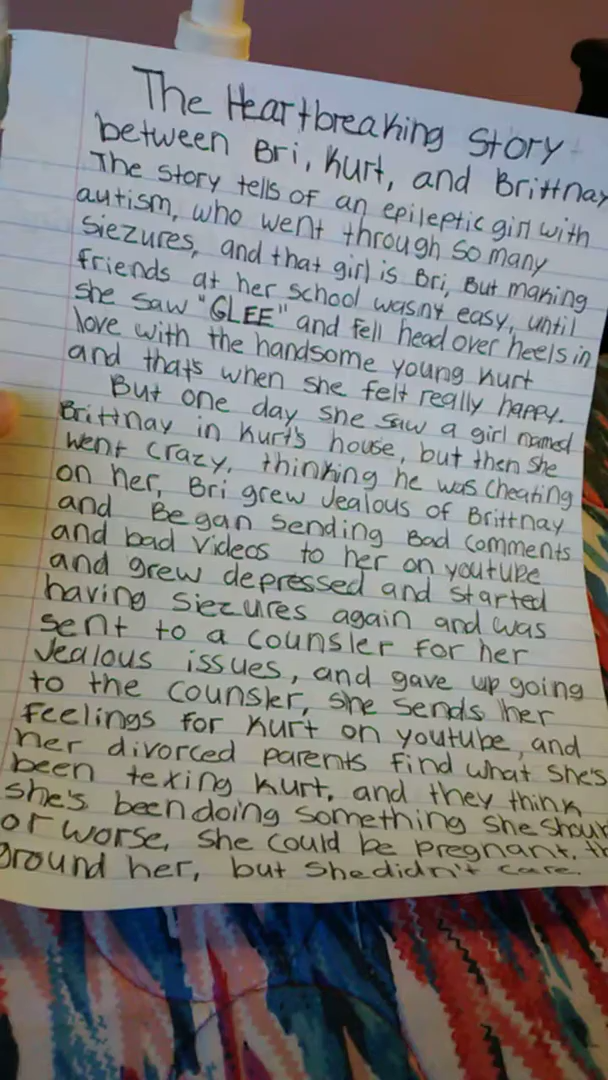 The Heartbreaking Story
between Bri, Kurt, and Brittnay
The story tells of an epileptic girl with
autism, who went through so many
siezures, and that girl is Bri, But making
friends at her school wasn't easy, until
she saw "GLEE" and fell head over heels in
love with the handsome young Kurt
and thats when she felt really happy.
But one day she saw a girl named
Brittnay in Kurt's house, but then she
went crazy, thinking he was cheating
on her, Bri grew Jealous of Brittnay
and Began sending Bad comments
and bad videos to her on youtube
and grew depressed and started
having siezures again and was
sent to a counsler for her
Jealous issues, and gave up going
to the counsler, she sends her
feelings for Kurt on youtube, and
her divorced parents find what she's
been texing Kurt, and they think
she's been doing something she
or worse, she could be pregnant,
ground her, but she didn't care.